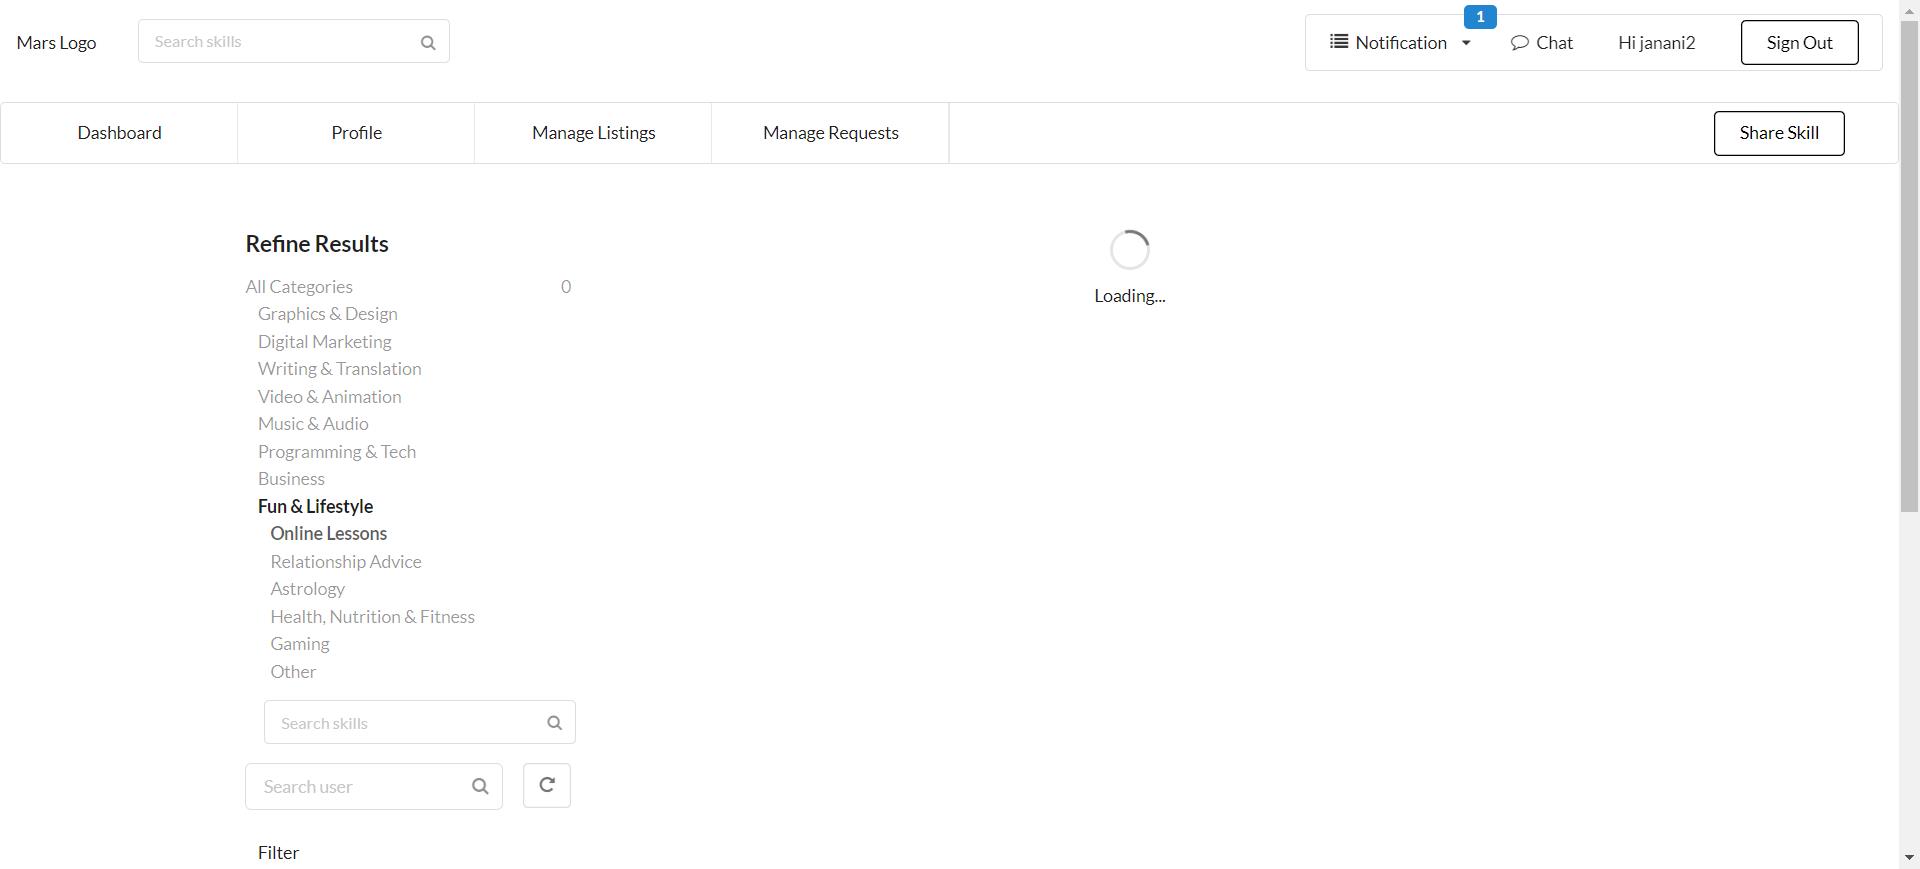 Mars Logo
Search skills
1
Notification
Chat
Hi janani2
Sign Out
Dashboard
Profile
Manage Listings
Manage Requests
Share Skill
Refine Results
All Categories 0
Graphics & Design
Digital Marketing
Writing & Translation
Video & Animation
Music & Audio
Programming & Tech
Business
Fun & Lifestyle
Online Lessons
Relationship Advice
Astrology
Health, Nutrition & Fitness
Gaming
Other
Search skills
Search user
Filter
Loading...